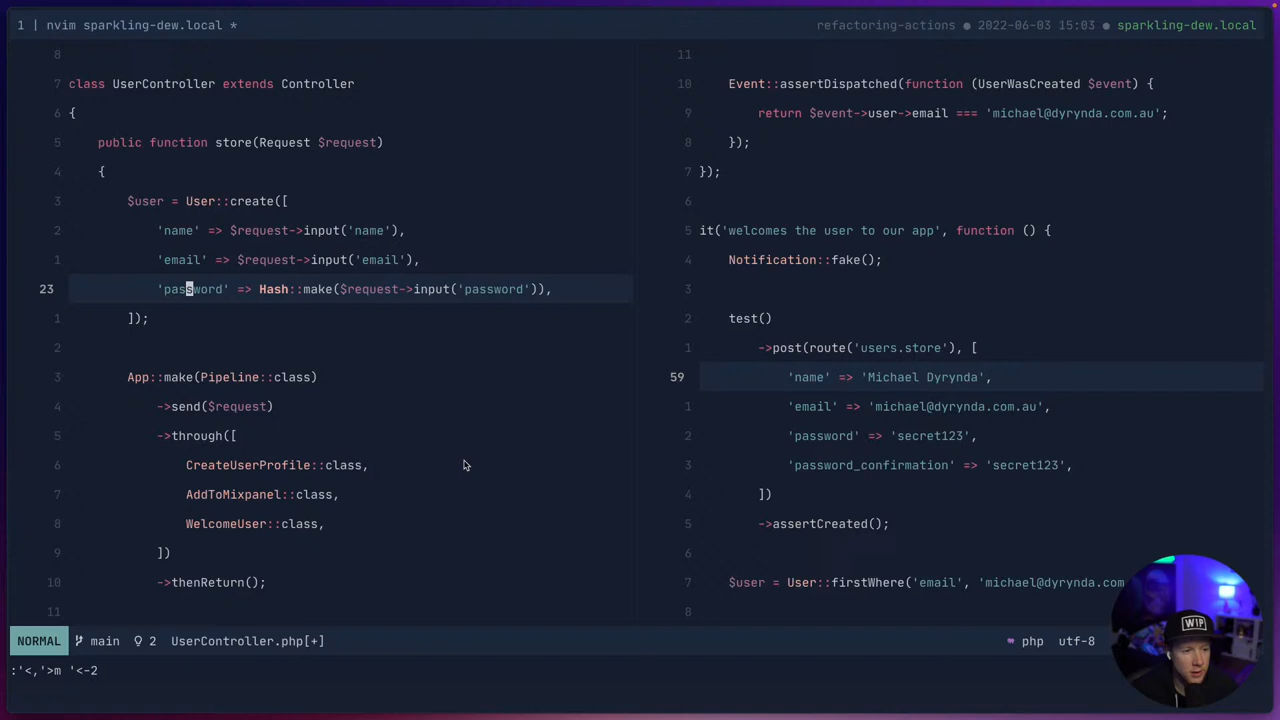 1 | nvim sparkling-dew.local *
refactoring-actions ● 2022-06-03 15:03 ● sparkling-dew.local
8
7 class UserController extends Controller
6 {
5 public function store(Request $request)
4 {
3 $user = User::create([
2 'name' => $request->input('name'),
1 'email' => $request->input('email'),
23 'password' => Hash::make($request->input('password')),
1 ]);
2
3 App::make(Pipeline::class)
4 ->send($request)
5 ->through([
6 CreateUserProfile::class,
7 AddToMixpanel::class,
8 WelcomeUser::class,
9 ])
10 ->thenReturn();
11
11
10 Event::assertDispatched(function (UserWasCreated $event) {
9 return $event->user->email === 'michael@dyrynda.com.au';
8 });
7 });
6
5 it('welcomes the user to our app', function () {
4 Notification::fake();
3
2 test()
1 ->post(route('users.store'), [
59 'name' => 'Michael Dyrynda',
1 'email' => 'michael@dyrynda.com.au',
2 'password' => 'secret123',
3 'password_confirmation' => 'secret123',
4 ])
5 ->assertCreated();
6
7 $user = User::firstWhere('email', 'michael@dyrynda.com
8
NORMAL main 2 UserController.php[+]
php utf-8
:'<,'>m '<-2
WIP